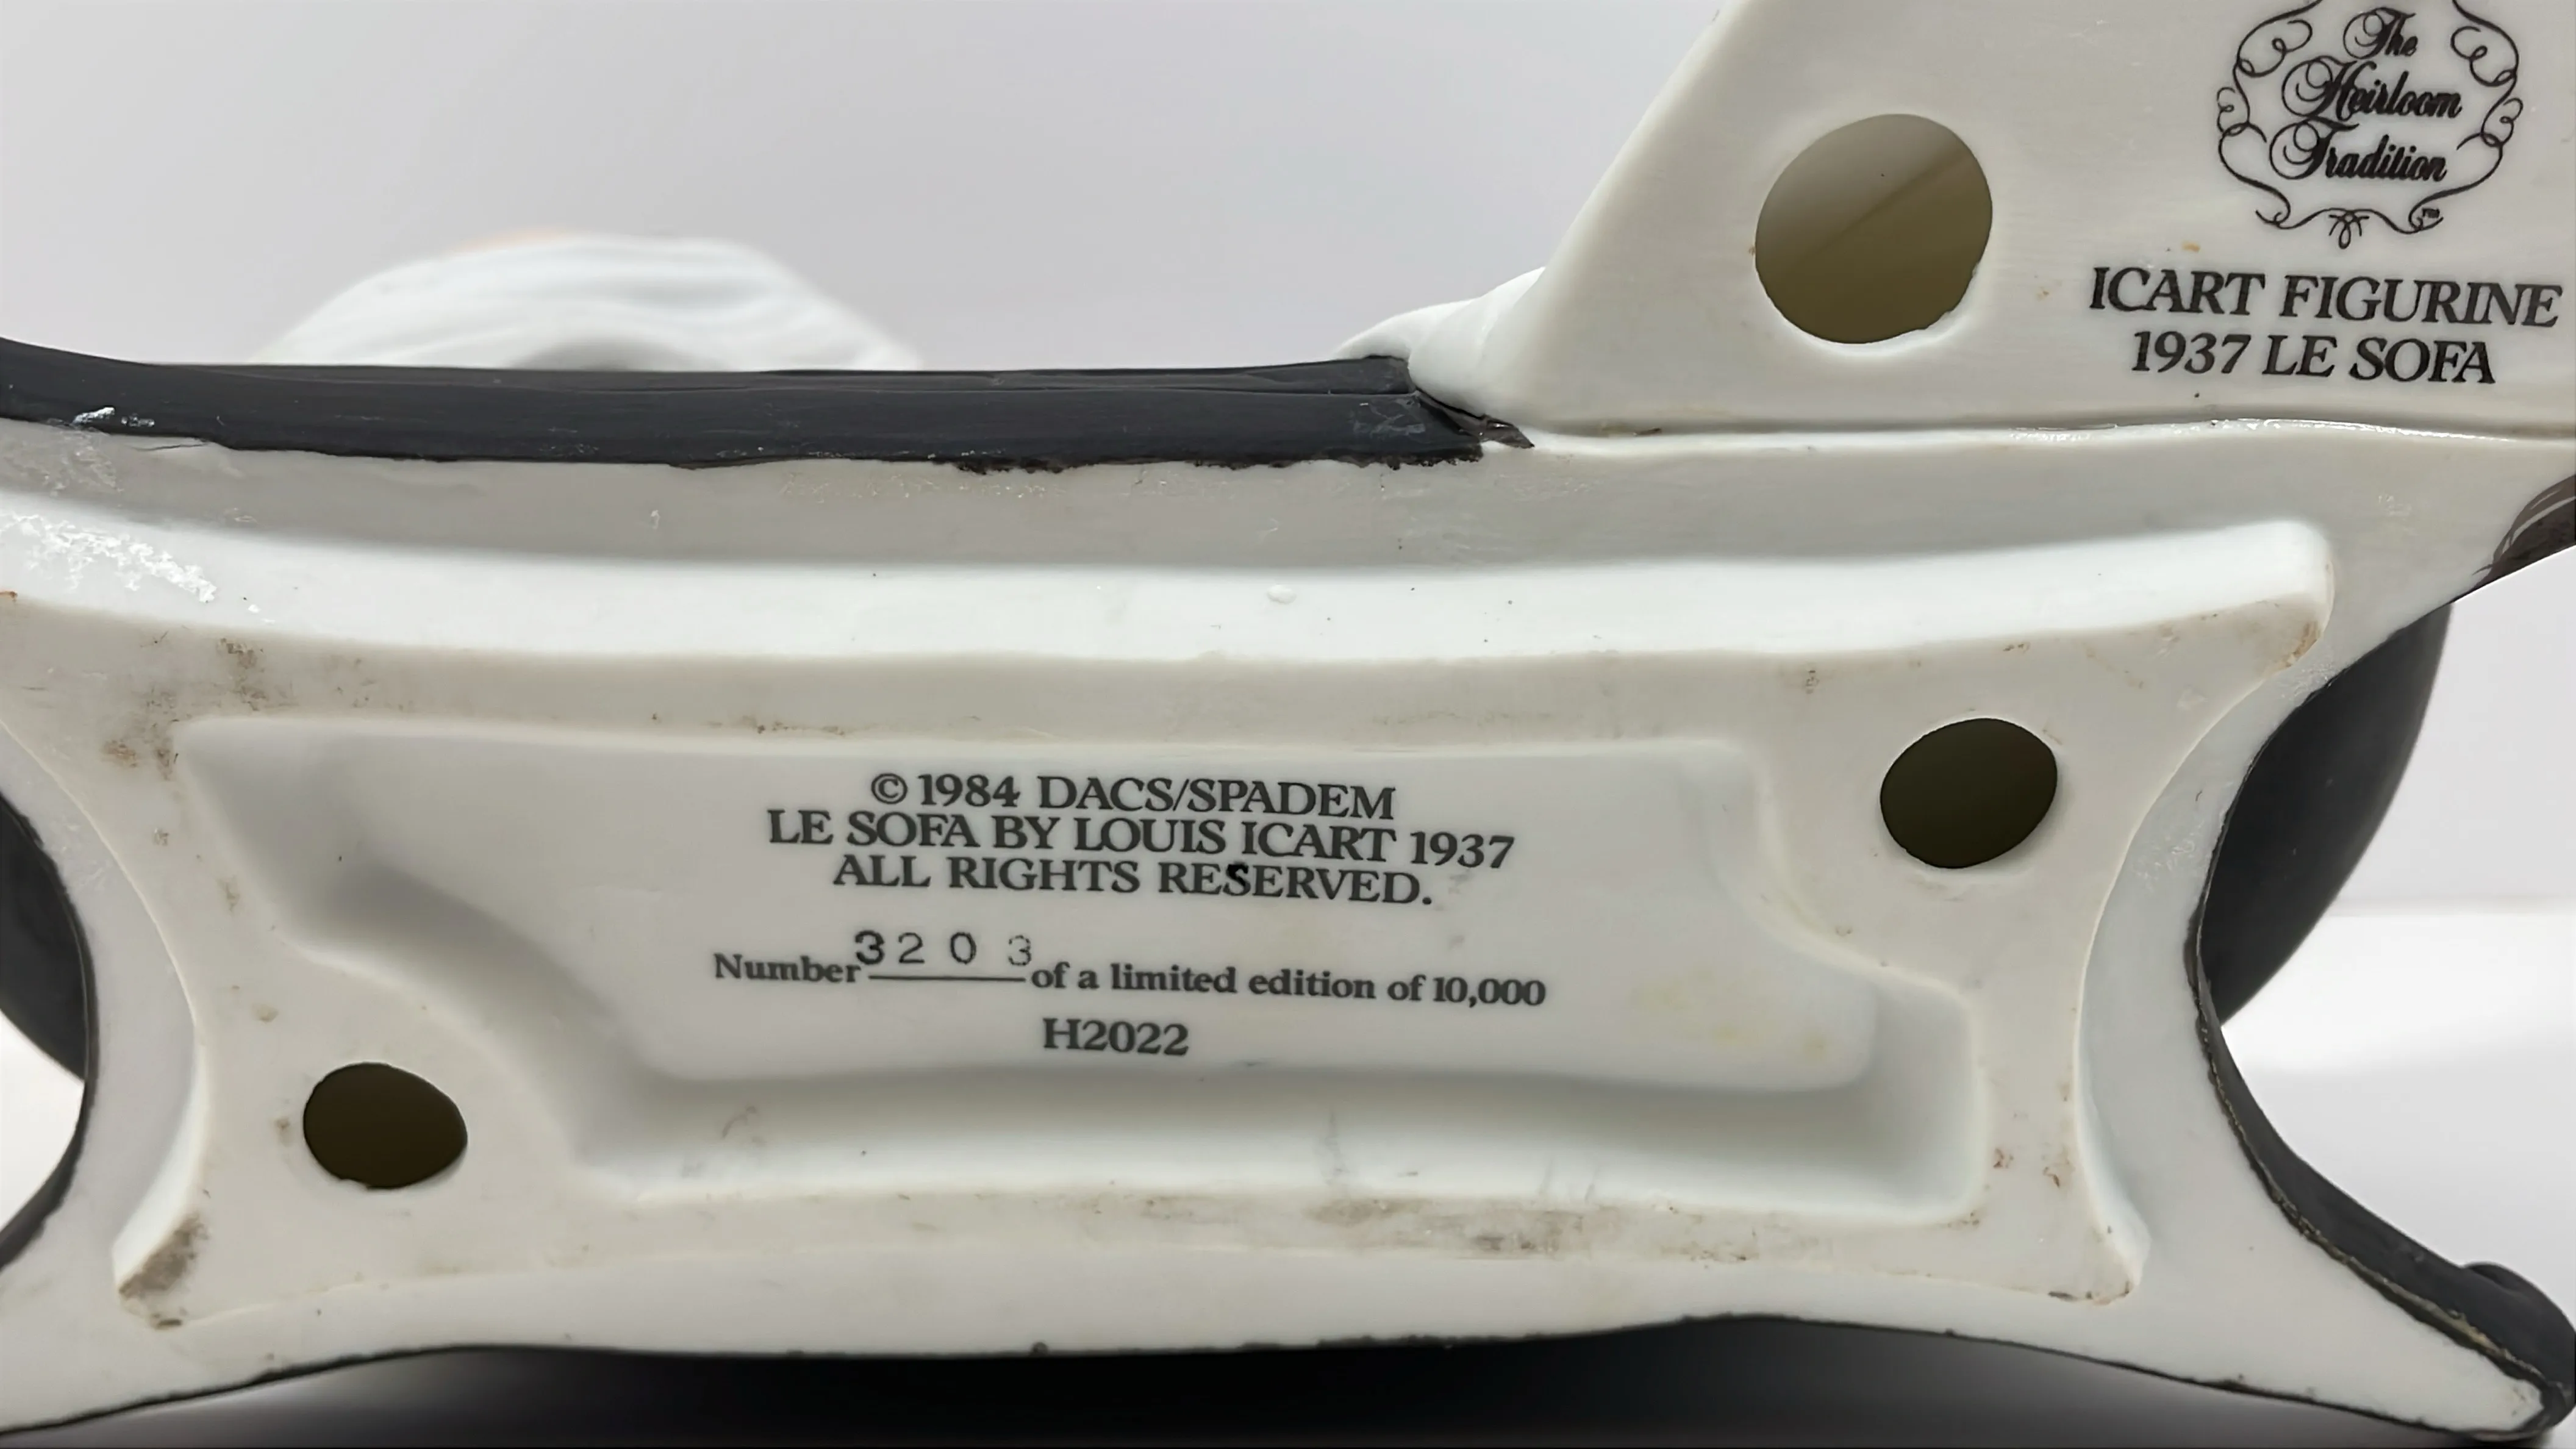 The
Heirloom
Tradition
TM
ICART FIGURINE
1937 LE SOFA
© 1984 DACS/SPADEM
LE SOFA BY LOUIS ICART 1937
ALL RIGHTS RESERVED.
Number 3203 of a limited edition of 10,000
H2022